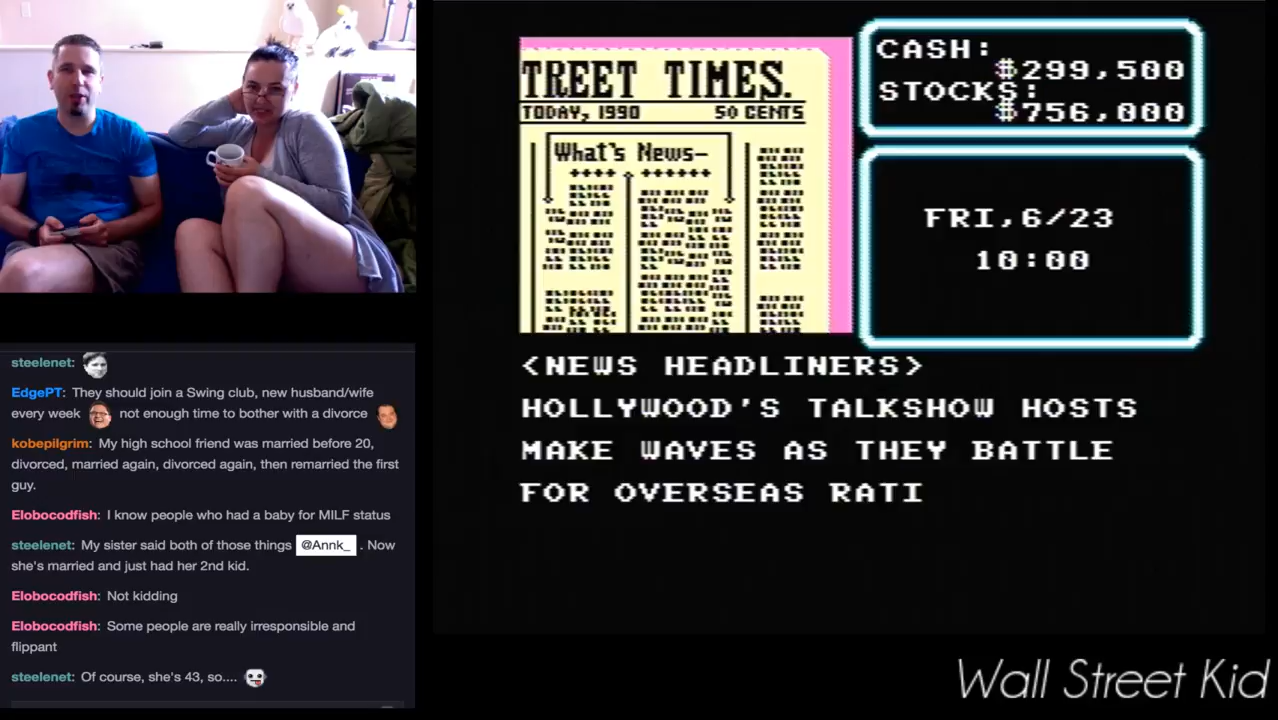 steelenet:
EdgePT: They should join a Swing club, new husband/wife
every week not enough time to bother with a divorce
kobepilgrim: My high school friend was married before 20,
divorced, married again, divorced again, then remarried the first
guy.
Elobocodfish: I know people who had a baby for MILF status
steelenet: My sister said both of those things @Annk_ . Now
she's married and just had her 2nd kid.
Elobocodfish: Not kidding
Elobocodfish: Some people are really irresponsible and
flippant
steelenet: Of course, she's 43, so....
TREET TIMES.
TODAY, 1990 50 CENTS
What's News—
CASH:
$299,500
STOCKS:
$756,000
FRI,6/23
10:00
<NEWS HEADLINERS>
HOLLYWOOD'S TALKSHOW HOSTS
MAKE WAVES AS THEY BATTLE
FOR OVERSEAS RATI
Wall Street Kid